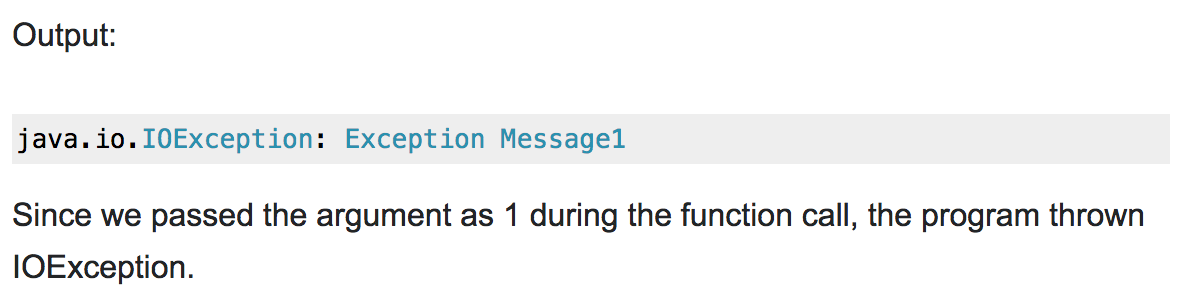 Output:
java.io.IOException: Exception Message1
Since we passed the argument as 1 during the function call, the program thrown
IOException.